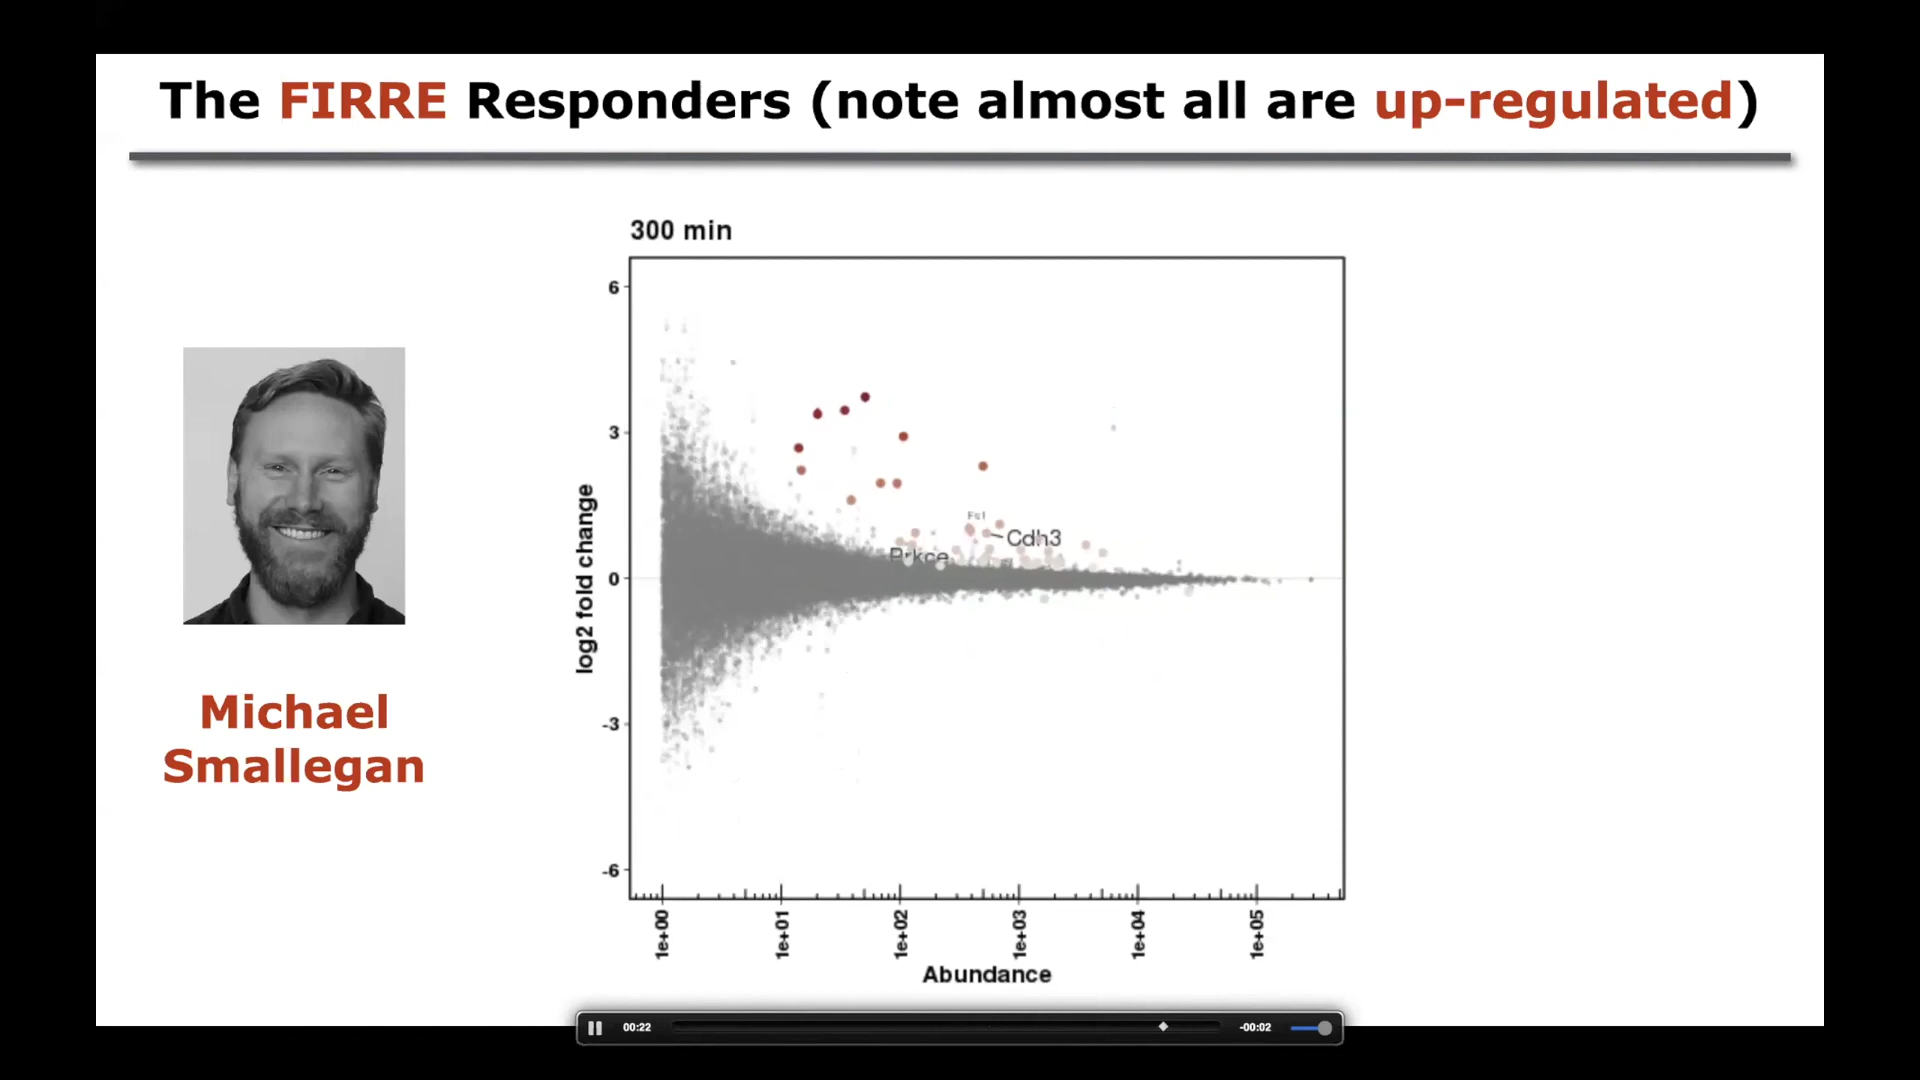 The FIRRE Responders (note almost all are up-regulated)
300 min
6
3
0
-3
-6
log2 fold change
Cdh3
Prkce
1e+00
1e+01
1e+02
1e+03
1e+04
1e+05
Abundance
Michael
Smallegan
00:22
-00:02